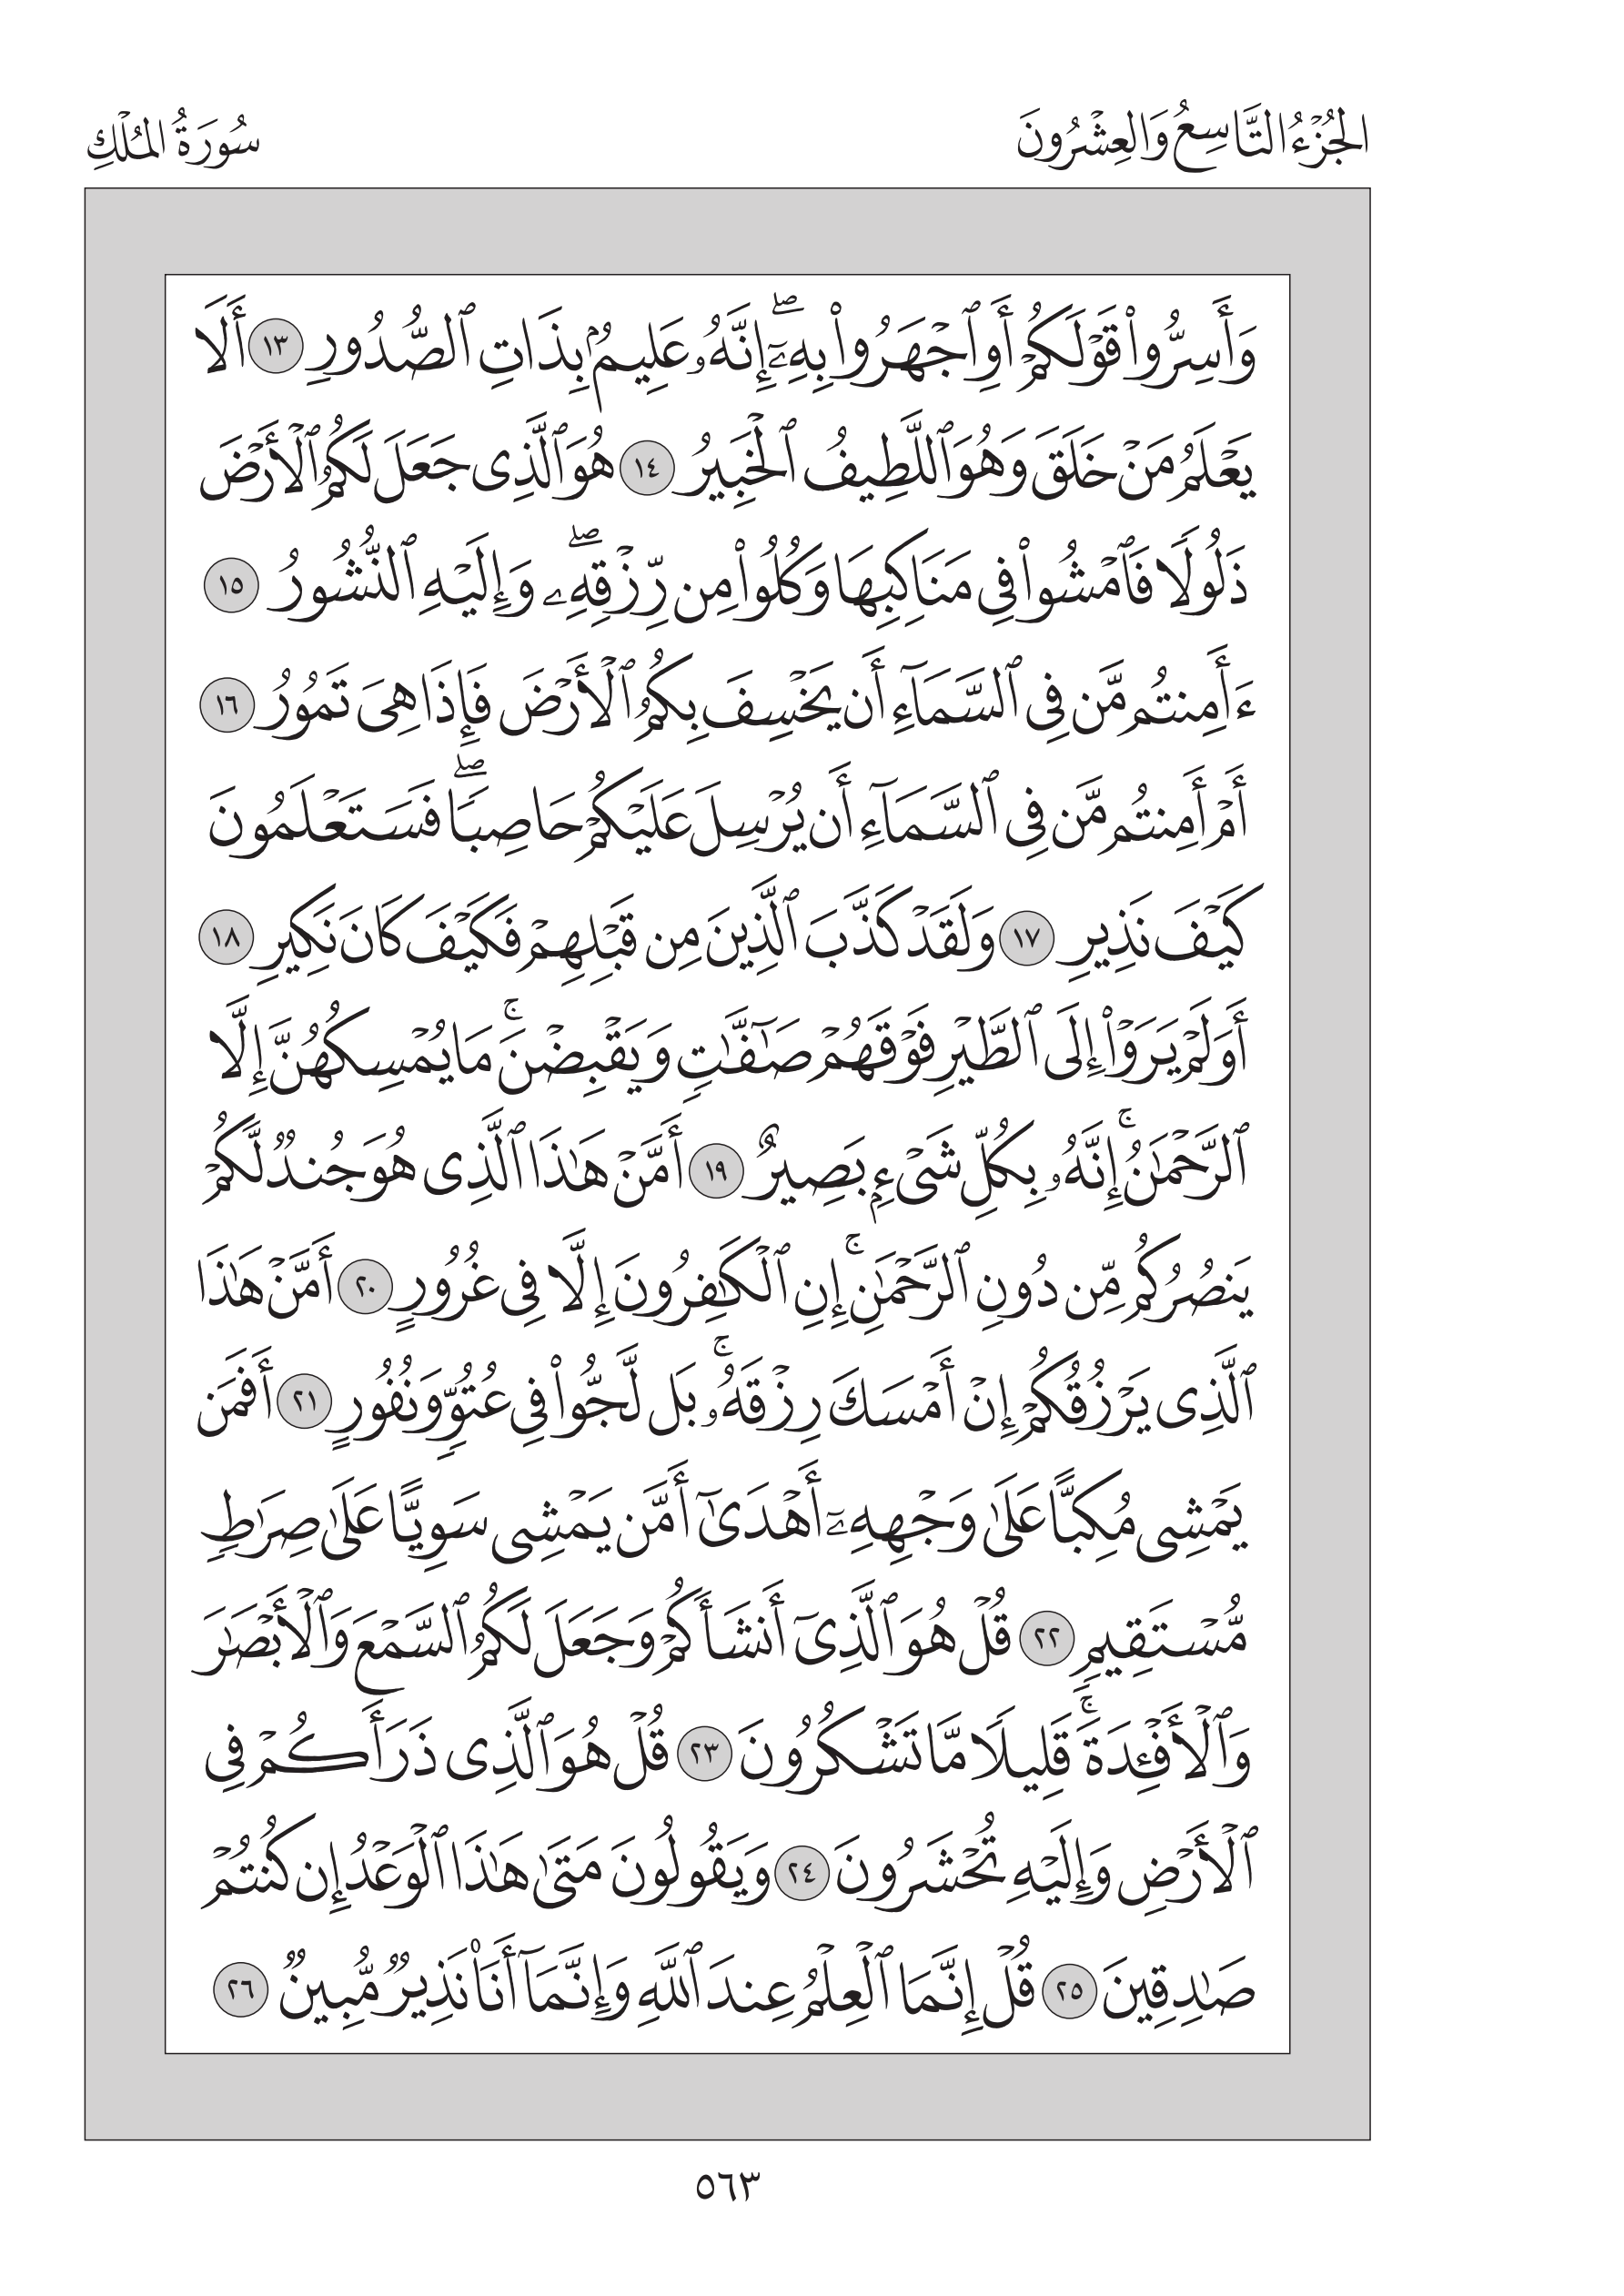 الجُزْءُ التَّاسِعُ وَالعِشْرُونَ
سُورَةُ المُلْكِ
وَأَسِرُّوا۟ قَوْلَكُمْ أَوِ ٱجْهَرُوا۟ بِهِۦٓ ۖ إِنَّهُۥ عَلِيمٌۢ بِذَاتِ ٱلصُّدُورِ ١٣ أَلَا
يَعْلَمُ مَنْ خَلَقَ وَهُوَ ٱللَّطِيفُ ٱلْخَبِيرُ ١٤ هُوَ ٱلَّذِى جَعَلَ لَكُمُ ٱلْأَرْضَ
ذَلُولًا فَٱمْشُوا۟ فِى مَنَاكِبِهَا وَكُلُوا۟ مِن رِّزْقِهِۦ ۖ وَإِلَيْهِ ٱلنُّشُورُ ١٥
ءَأَمِنتُم مَّن فِى ٱلسَّمَآءِ أَن يَخْسِفَ بِكُمُ ٱلْأَرْضَ فَإِذَا هِىَ تَمُورُ ١٦
أَمْ أَمِنتُم مَّن فِى ٱلسَّمَآءِ أَن يُرْسِلَ عَلَيْكُمْ حَاصِبًا ۖ فَسَتَعْلَمُونَ
كَيْفَ نَذِيرِ ١٧ وَلَقَدْ كَذَّبَ ٱلَّذِينَ مِن قَبْلِهِمْ فَكَيْفَ كَانَ نَكِيرِ ١٨
أَوَلَمْ يَرَوْا۟ إِلَى ٱلطَّيْرِ فَوْقَهُمْ صَٰٓفَّٰتٍ وَيَقْبِضْنَ ۚ مَا يُمْسِكُهُنَّ إِلَّا
ٱلرَّحْمَٰنُ ۚ إِنَّهُۥ بِكُلِّ شَىْءٍۭ بَصِيرٌ ١٩ أَمَّنْ هَٰذَا ٱلَّذِى هُوَ جُندٌ لَّكُمْ
يَنصُرُكُم مِّن دُونِ ٱلرَّحْمَٰنِ ۚ إِنِ ٱلْكَٰفِرُونَ إِلَّا فِى غُرُورٍ ٢٠ أَمَّنْ هَٰذَا
ٱلَّذِى يَرْزُقُكُمْ إِنْ أَمْسَكَ رِزْقَهُۥ ۚ بَل لَّجُّوا۟ فِى عُتُوٍّ وَنُفُورٍ ٢١ أَفَمَن
يَمْشِى مُكِبًّا عَلَىٰ وَجْهِهِۦٓ أَهْدَىٰٓ أَمَّن يَمْشِى سَوِيًّا عَلَىٰ صِرَٰطٍ
مُّسْتَقِيمٍ ٢٢ قُلْ هُوَ ٱلَّذِىٓ أَنشَأَكُمْ وَجَعَلَ لَكُمُ ٱلسَّمْعَ وَٱلْأَبْصَٰرَ
وَٱلْأَفْـِٔدَةَ ۚ قَلِيلًا مَّا تَشْكُرُونَ ٢٣ قُلْ هُوَ ٱلَّذِى ذَرَأَكُمْ فِى
ٱلْأَرْضِ وَإِلَيْهِ تُحْشَرُونَ ٢٤ وَيَقُولُونَ مَتَىٰ هَٰذَا ٱلْوَعْدُ إِن كُنتُمْ
صَٰدِقِينَ ٢٥ قُلْ إِنَّمَا ٱلْعِلْمُ عِندَ ٱللَّهِ وَإِنَّمَآ أَنَا۠ نَذِيرٌ مُّبِينٌ ٢٦
٥٦٣